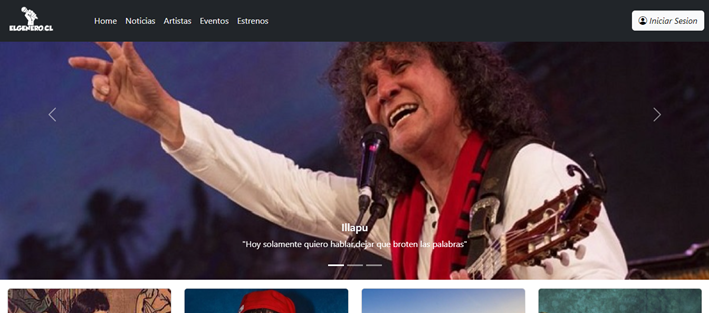 ELGENERO CL
Home Noticias Artistas Eventos Estrenos
Iniciar Sesion
Illapu
"Hoy solamente quiero hablar,dejar que broten las palabras"